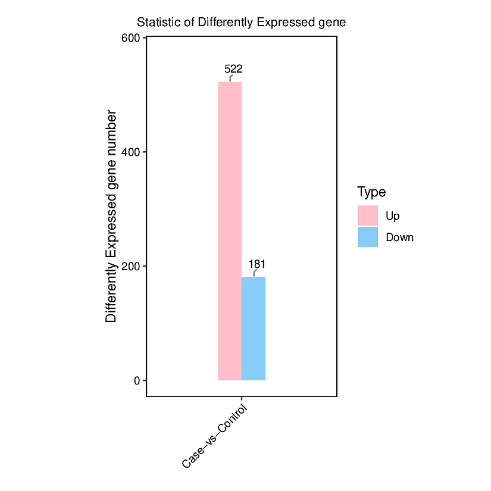 Statistic of Differently Expressed gene
Differently Expressed gene number
600
400
200
0
522
181
Case-vs-Control
Type
Up
Down